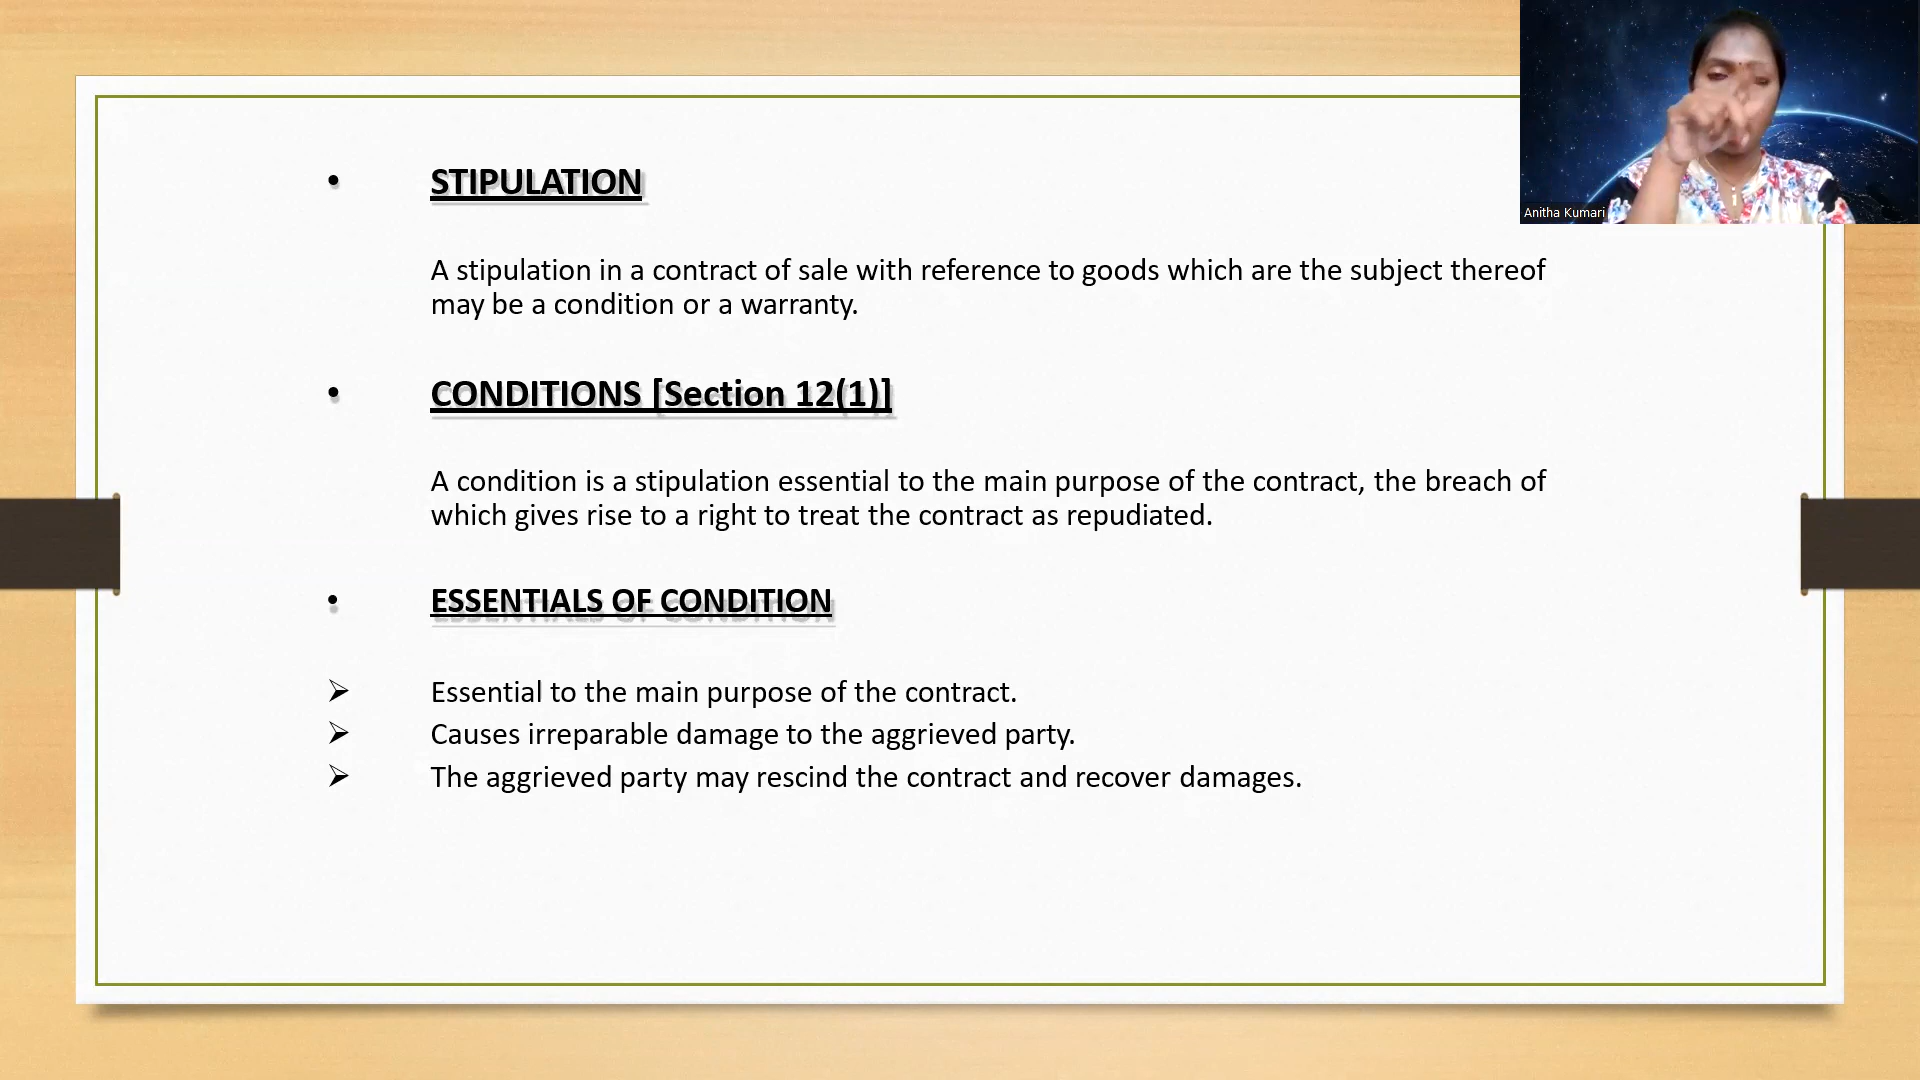 Anitha Kumari
• STIPULATION
A stipulation in a contract of sale with reference to goods which are the subject thereof
may be a condition or a warranty.
• CONDITIONS [Section 12(1)]
A condition is a stipulation essential to the main purpose of the contract, the breach of
which gives rise to a right to treat the contract as repudiated.
• ESSENTIALS OF CONDITION
➢ Essential to the main purpose of the contract.
➢ Causes irreparable damage to the aggrieved party.
➢ The aggrieved party may rescind the contract and recover damages.